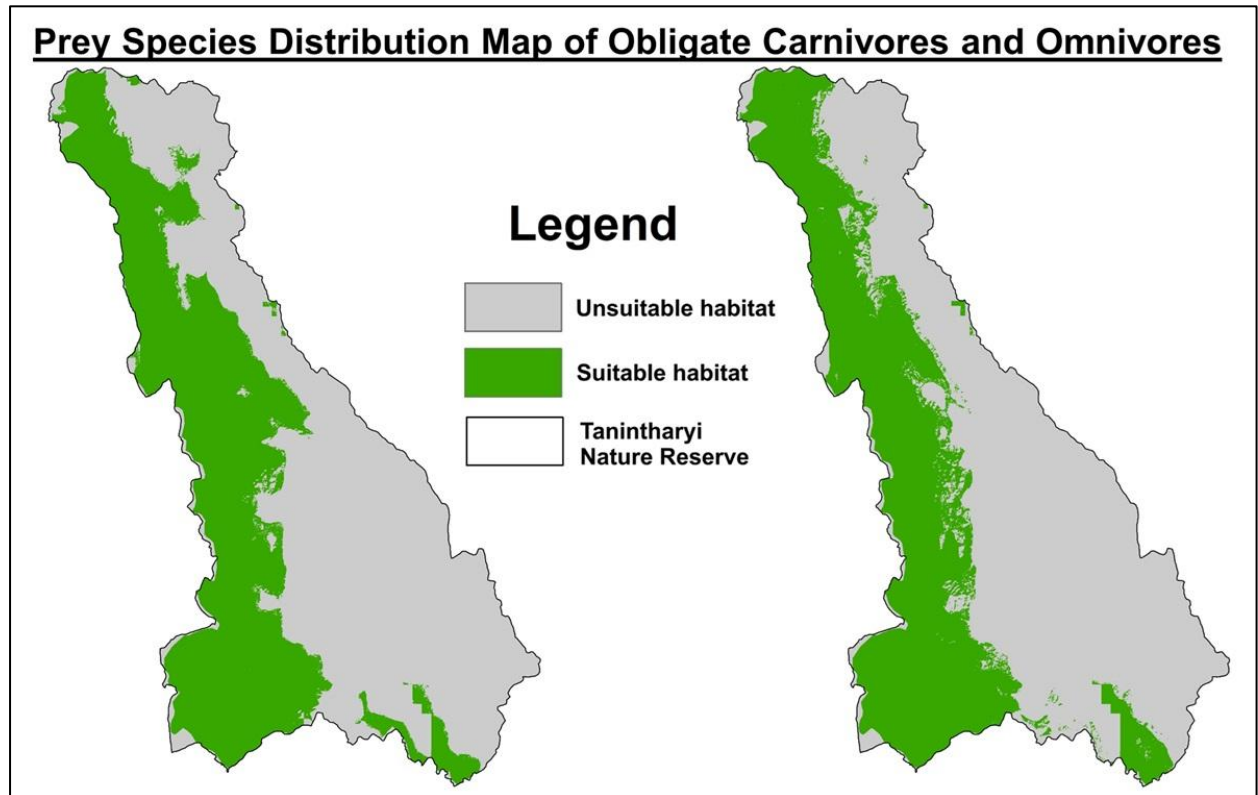 Prey Species Distribution Map of Obligate Carnivores and Omnivores
Legend
Unsuitable habitat
Suitable habitat
Tanintharyi
Nature Reserve